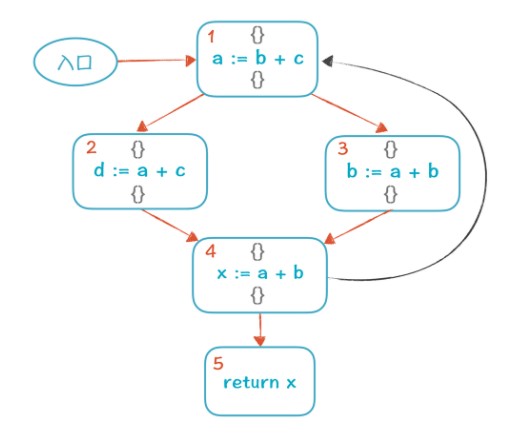 入口
1
{}
a := b + c
{}
2
{}
d := a + c
{}
3
{}
b := a + b
{}
4
{}
x := a + b
{}
5
return x